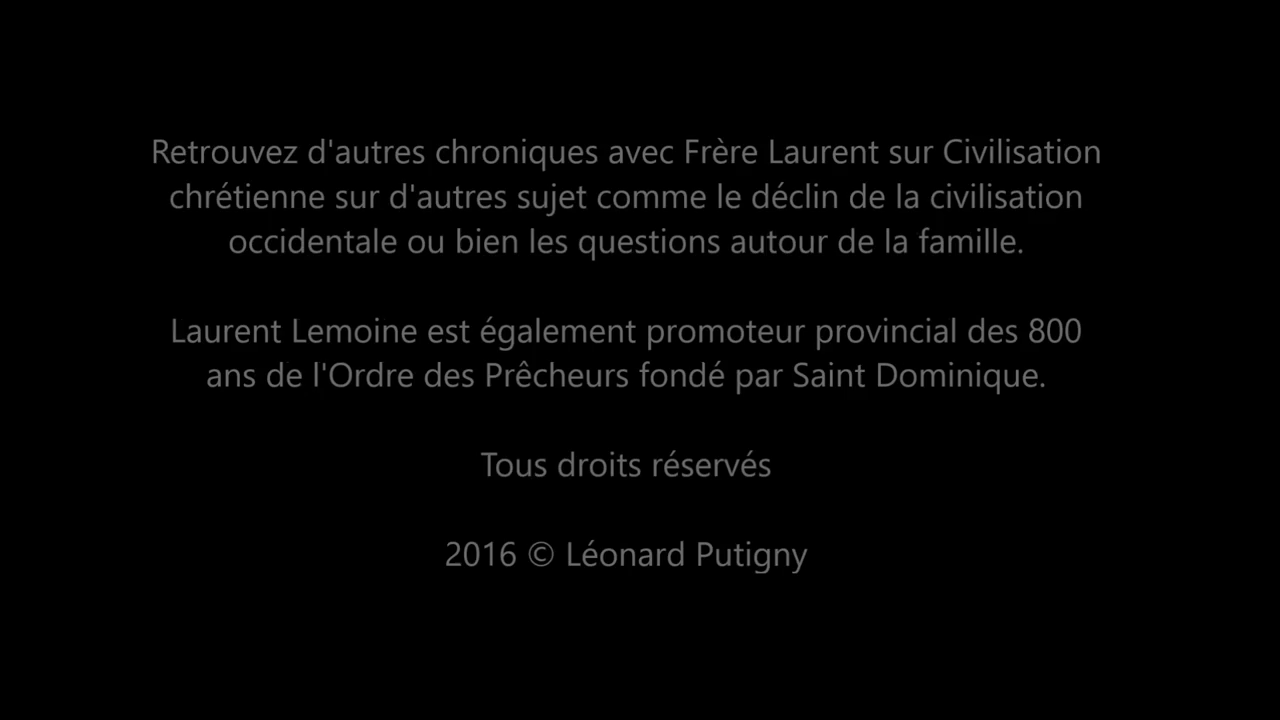 Retrouvez d'autres chroniques avec Frère Laurent sur Civilisation
chrétienne sur d'autres sujet comme le déclin de la civilisation
occidentale ou bien les questions autour de la famille.
Laurent Lemoine est également promoteur provincial des 800
ans de l'Ordre des Prêcheurs fondé par Saint Dominique.
Tous droits réservés
2016 © Léonard Putigny